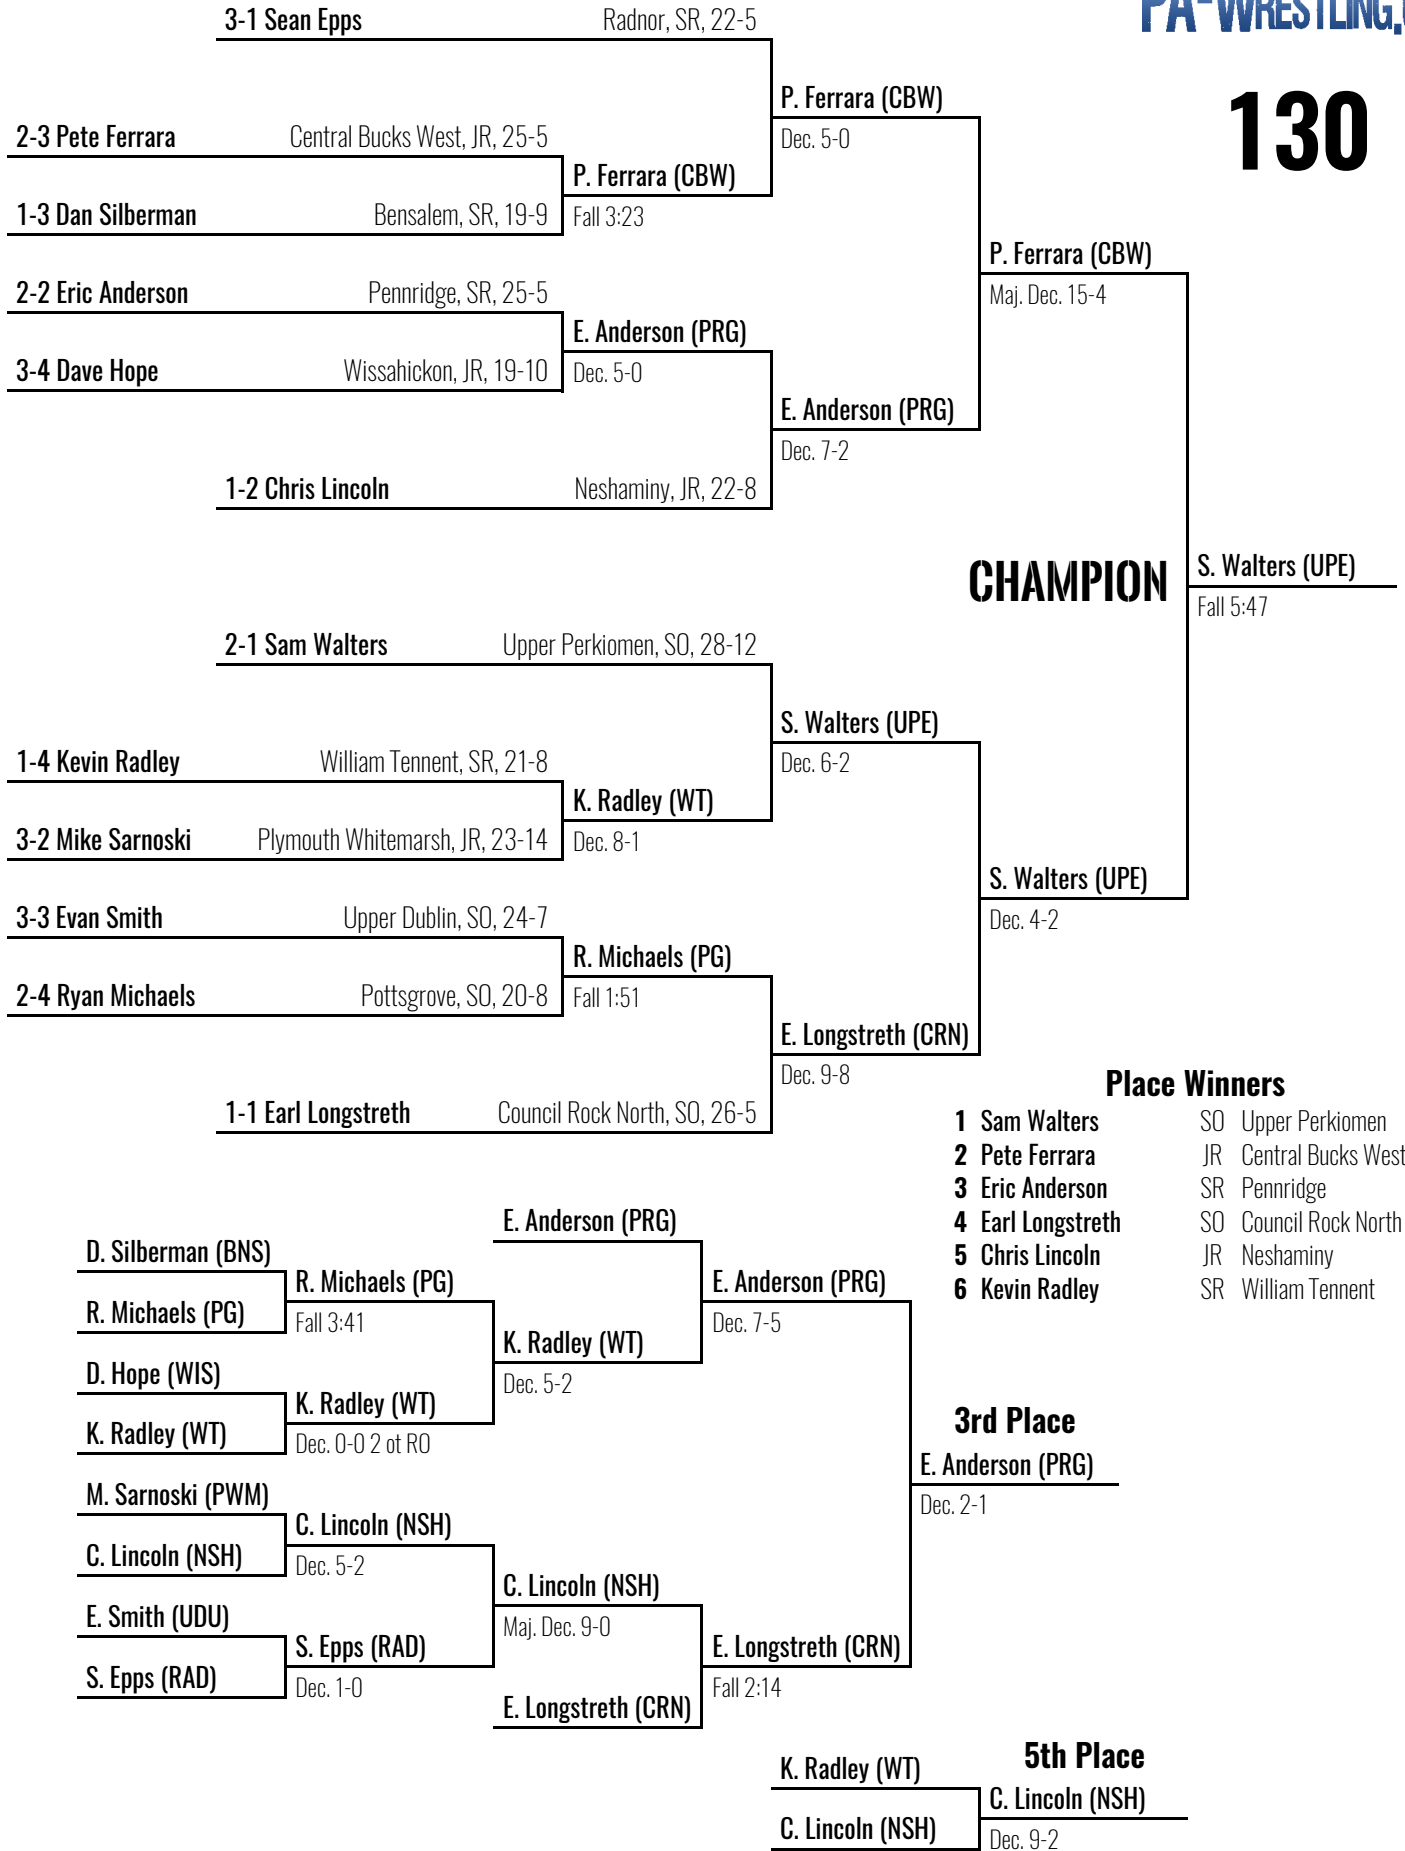 3-1 Sean Epps Radnor, SR, 22-5
PA-WRESTLING.
P. Ferrara (CBW)
130
2-3 Pete Ferrara Central Bucks West, JR, 25-5
Dec. 5-0
P. Ferrara (CBW)
1-3 Dan Silberman Bensalem, SR, 19-9
Fall 3:23
P. Ferrara (CBW)
2-2 Eric Anderson Pennridge, SR, 25-5
Maj. Dec. 15-4
E. Anderson (PRG)
3-4 Dave Hope Wissahickon, JR, 19-10
Dec. 5-0
E. Anderson (PRG)
Dec. 7-2
1-2 Chris Lincoln Neshaminy, JR, 22-8
CHAMPION
S. Walters (UPE)
Fall 5:47
2-1 Sam Walters Upper Perkiomen, SO, 28-12
S. Walters (UPE)
1-4 Kevin Radley William Tennent, SR, 21-8
Dec. 6-2
K. Radley (WT)
3-2 Mike Sarnoski Plymouth Whitemarsh, JR, 23-14
Dec. 8-1
S. Walters (UPE)
3-3 Evan Smith Upper Dublin, SO, 24-7
Dec. 4-2
R. Michaels (PG)
2-4 Ryan Michaels Pottsgrove, SO, 20-8
Fall 1:51
E. Longstreth (CRN)
Dec. 9-8
1-1 Earl Longstreth Council Rock North, SO, 26-5
Place Winners
1 Sam Walters SO Upper Perkiomen
2 Pete Ferrara JR Central Bucks West
3 Eric Anderson SR Pennridge
4 Earl Longstreth SO Council Rock North
5 Chris Lincoln JR Neshaminy
6 Kevin Radley SR William Tennent
E. Anderson (PRG)
D. Silberman (BNS)
R. Michaels (PG)
E. Anderson (PRG)
R. Michaels (PG)
Fall 3:41
Dec. 7-5
K. Radley (WT)
D. Hope (WIS)
Dec. 5-2
K. Radley (WT)
3rd Place
K. Radley (WT)
Dec. 0-0 2 ot RO
E. Anderson (PRG)
M. Sarnoski (PWM)
Dec. 2-1
C. Lincoln (NSH)
C. Lincoln (NSH)
Dec. 5-2
C. Lincoln (NSH)
E. Smith (UDU)
Maj. Dec. 9-0
S. Epps (RAD)
E. Longstreth (CRN)
S. Epps (RAD)
Dec. 1-0
Fall 2:14
E. Longstreth (CRN)
5th Place
K. Radley (WT)
C. Lincoln (NSH)
C. Lincoln (NSH)
Dec. 9-2